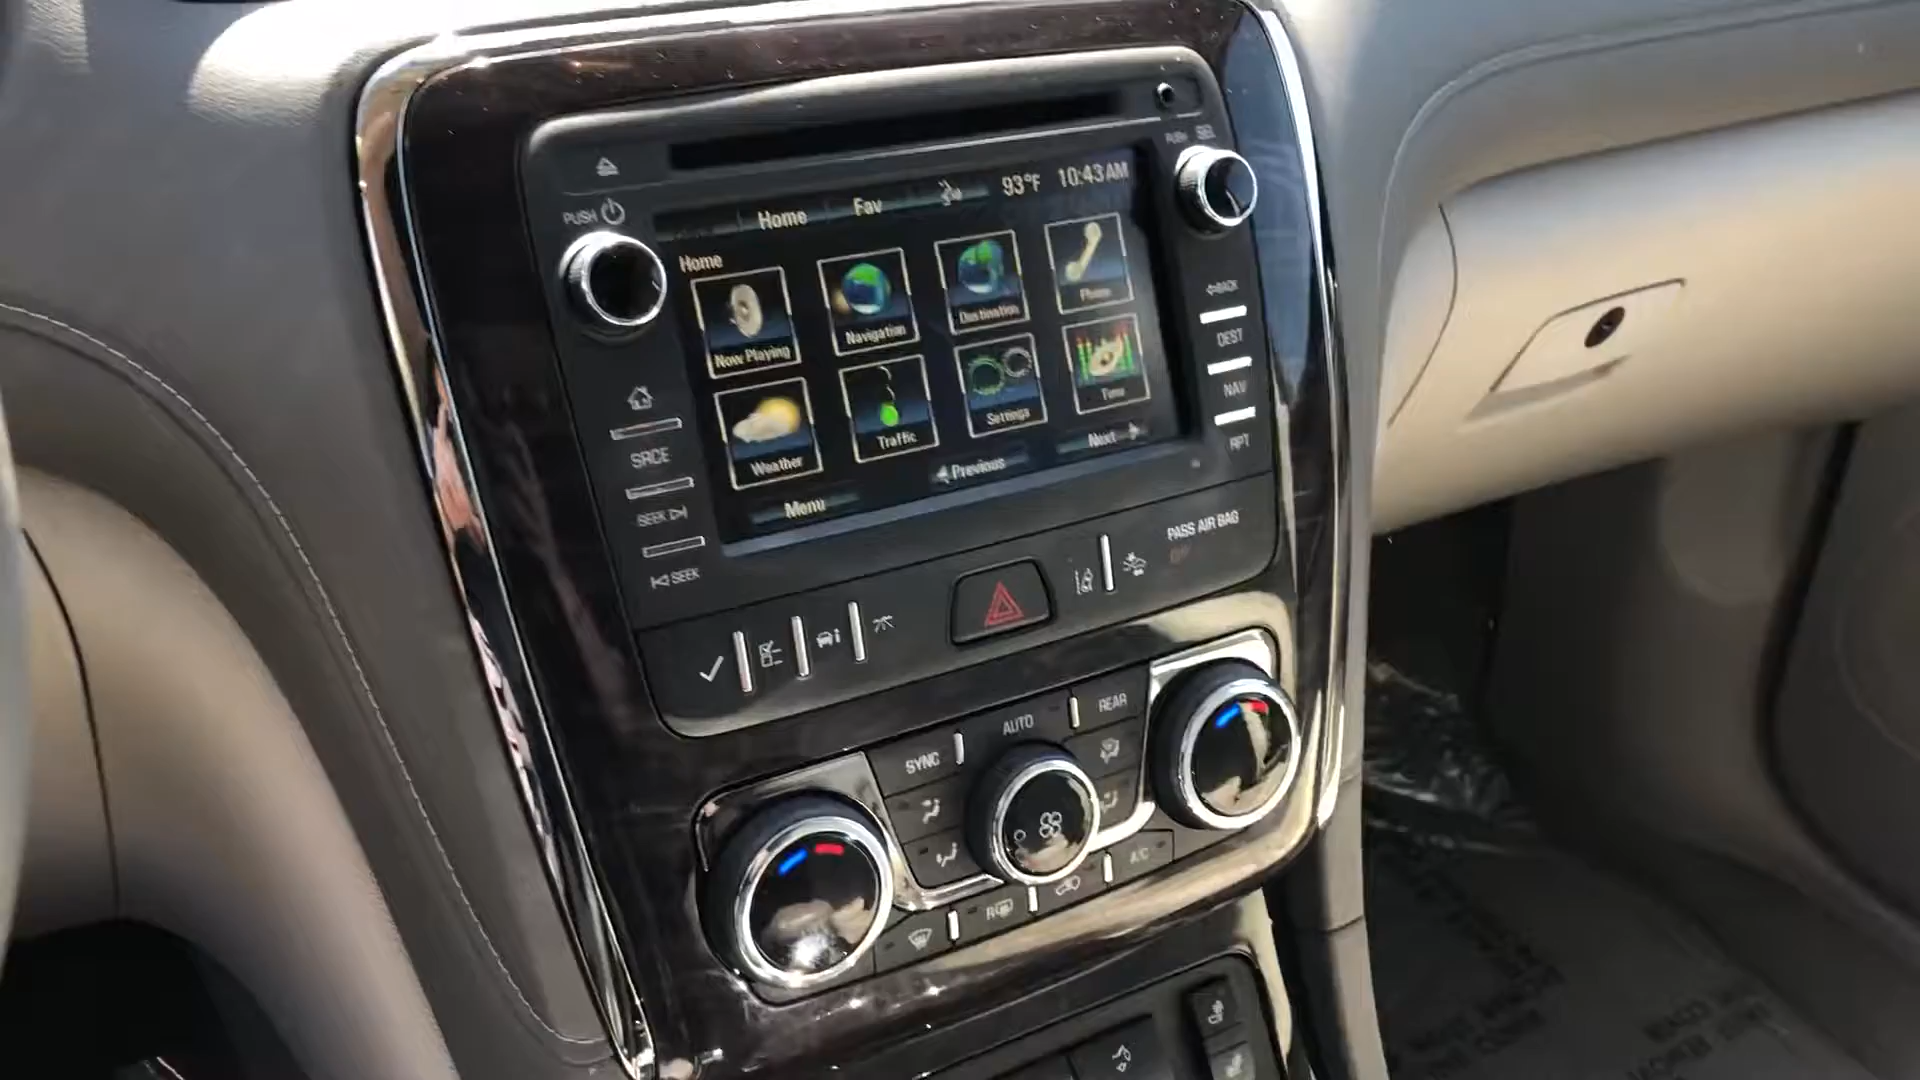 PUSH SEL
PUSH
Home
Fav
93°F
10:43 AM
Home
Now Playing
Navigation
Destination
Phone
Weather
Traffic
Settings
Tone
Menu
Previous
Next
BACK
DEST
NAV
RPT
SRCE
SEEK
SEEK
PASS AIR BAG
OFF
SYNC
AUTO
REAR
R
A/C